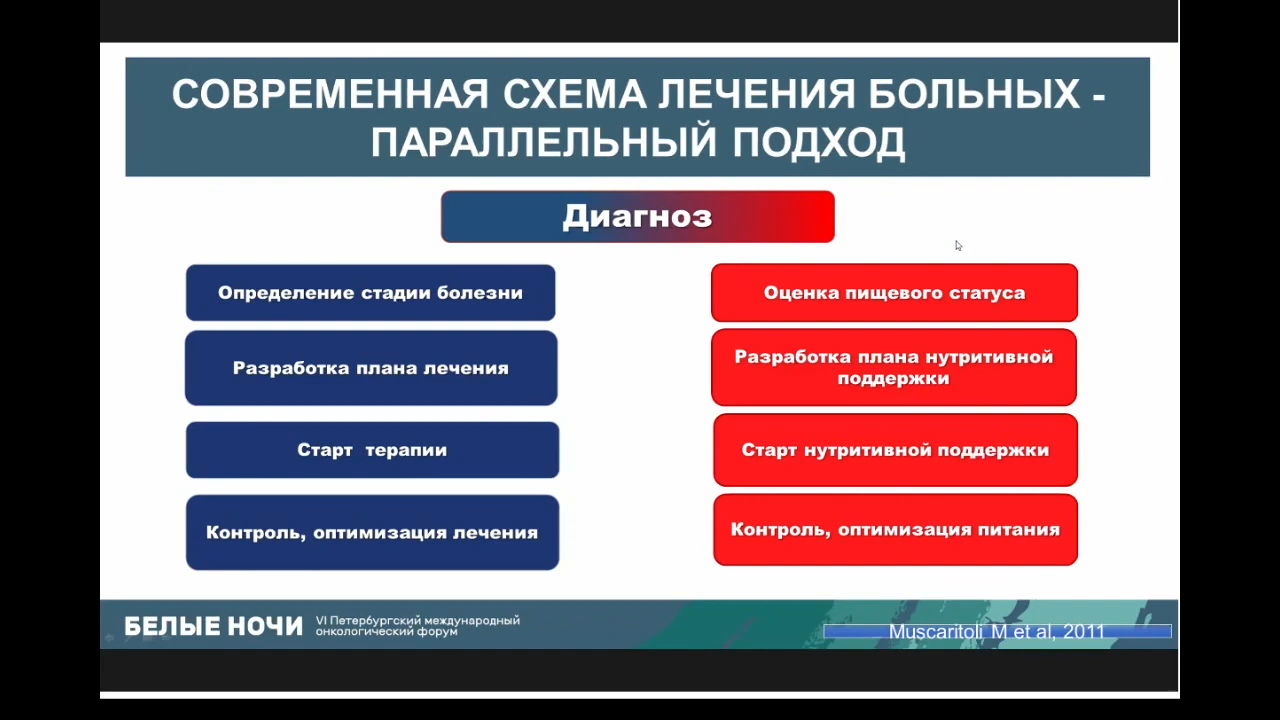 СОВРЕМЕННАЯ СХЕМА ЛЕЧЕНИЯ БОЛЬНЫХ -
ПАРАЛЛЕЛЬНЫЙ ПОДХОД
Диагноз
Определение стадии болезни
Разработка плана лечения
Старт терапии
Контроль, оптимизация лечения
Оценка пищевого статуса
Разработка плана нутритивной
поддержки
Старт нутритивной поддержки
Контроль, оптимизация питания
БЕЛЫЕ НОЧИ
VI Петербургский международный
онкологический форум
Muscaritoli M et al, 2011